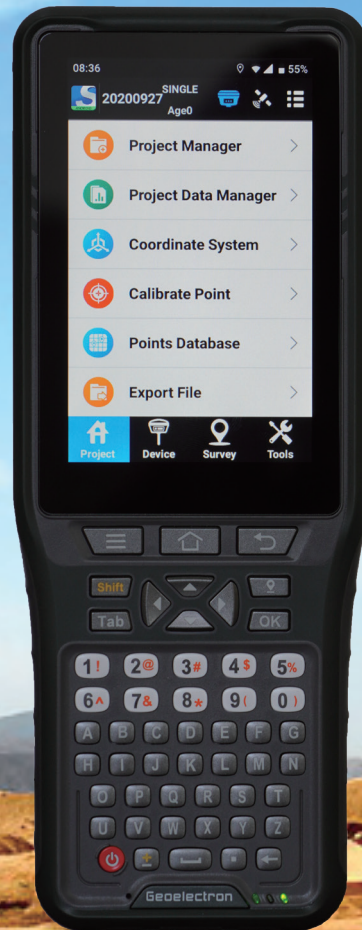 08:36 55%
20200927 SINGLE
Age0
Project Manager
Project Data Manager
Coordinate System
Calibrate Point
Points Database
Export File
Project Device Survey Tools
Shift
Tab OK
1! 2@ 3# 4$ 5%
6^ 7& 8* 9( 0)
A B C D E F G
H I J K L M N
O P Q R S T
U V W X Y Z
Geoelectron